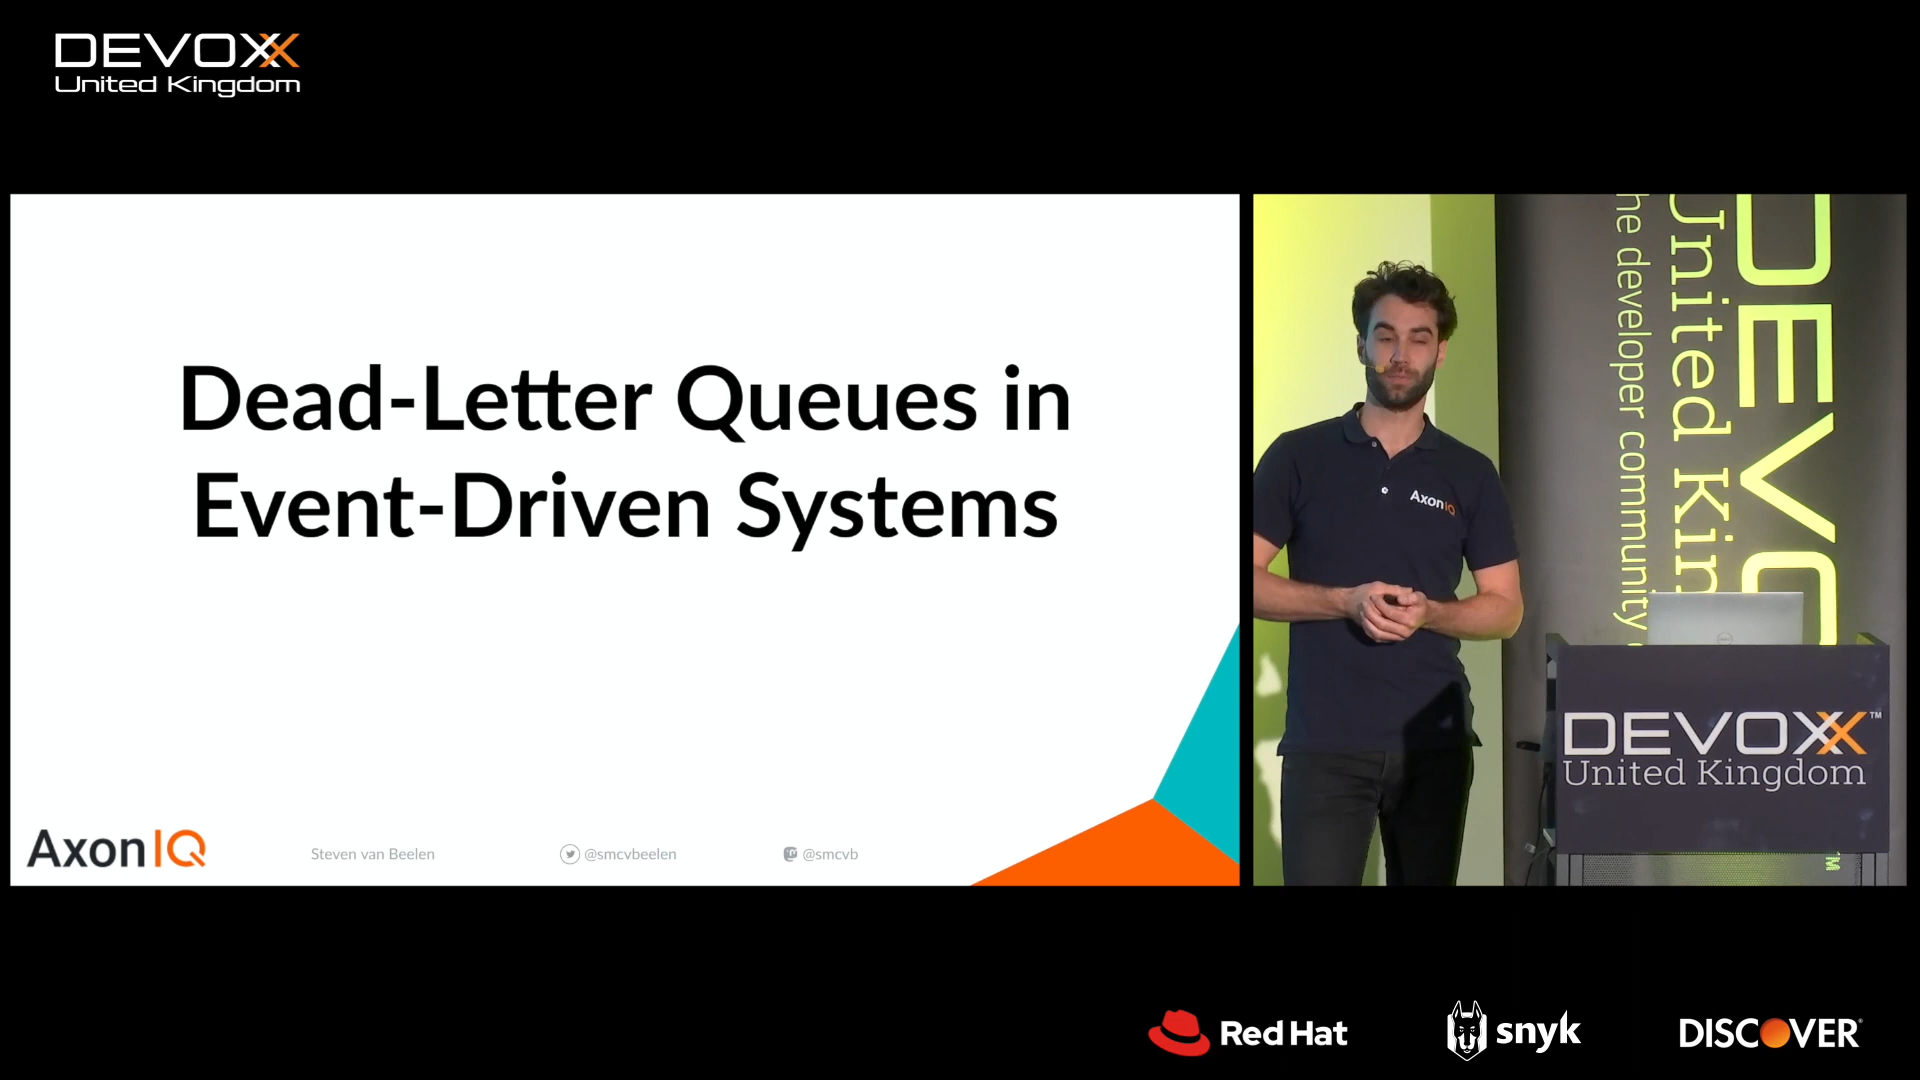 DEVOXX
United Kingdom
Dead-Letter Queues in
Event-Driven Systems
AxonIQ
Steven van Beelen
@smcvbeelen
@smcvb
AxonIQ
DEVO
United Kin
he developer community
DEVOXX™
United Kingdom
Red Hat
snyk
DISCOVER